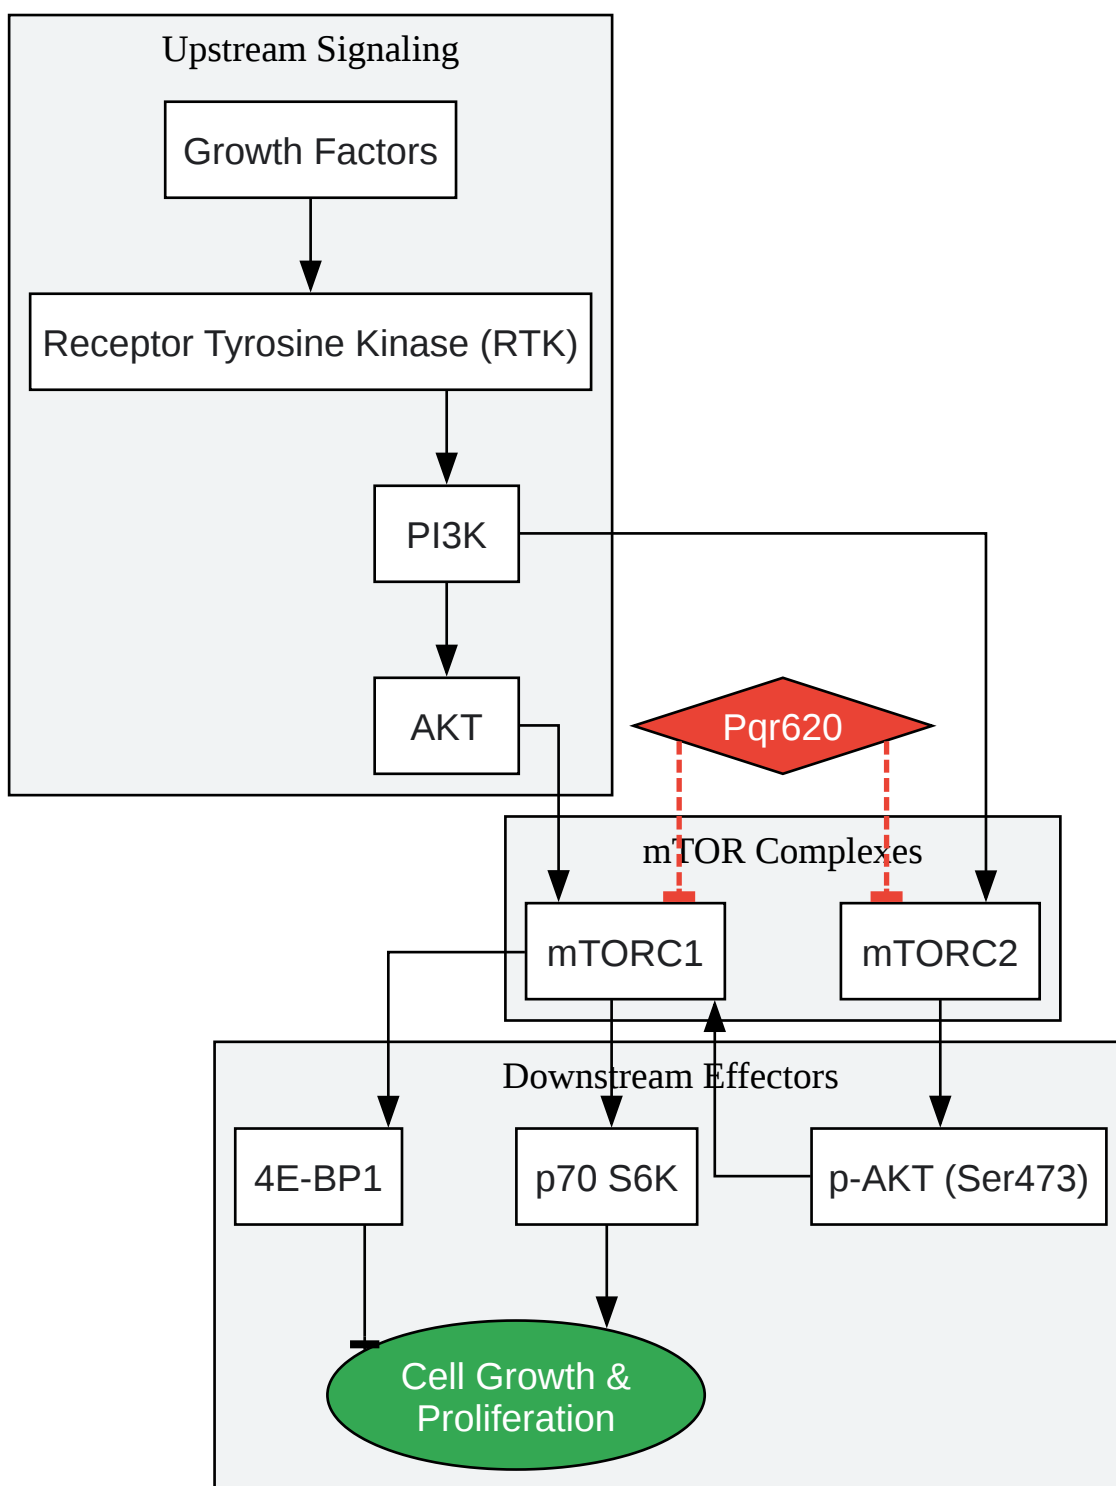 Upstream Signaling
Growth Factors
Receptor Tyrosine Kinase (RTK)
PI3K
AKT
Pqr620
mTOR Complexes
mTORC1
mTORC2
Downstream Effectors
4E-BP1
p70 S6K
p-AKT (Ser473)
Cell Growth &
Proliferation